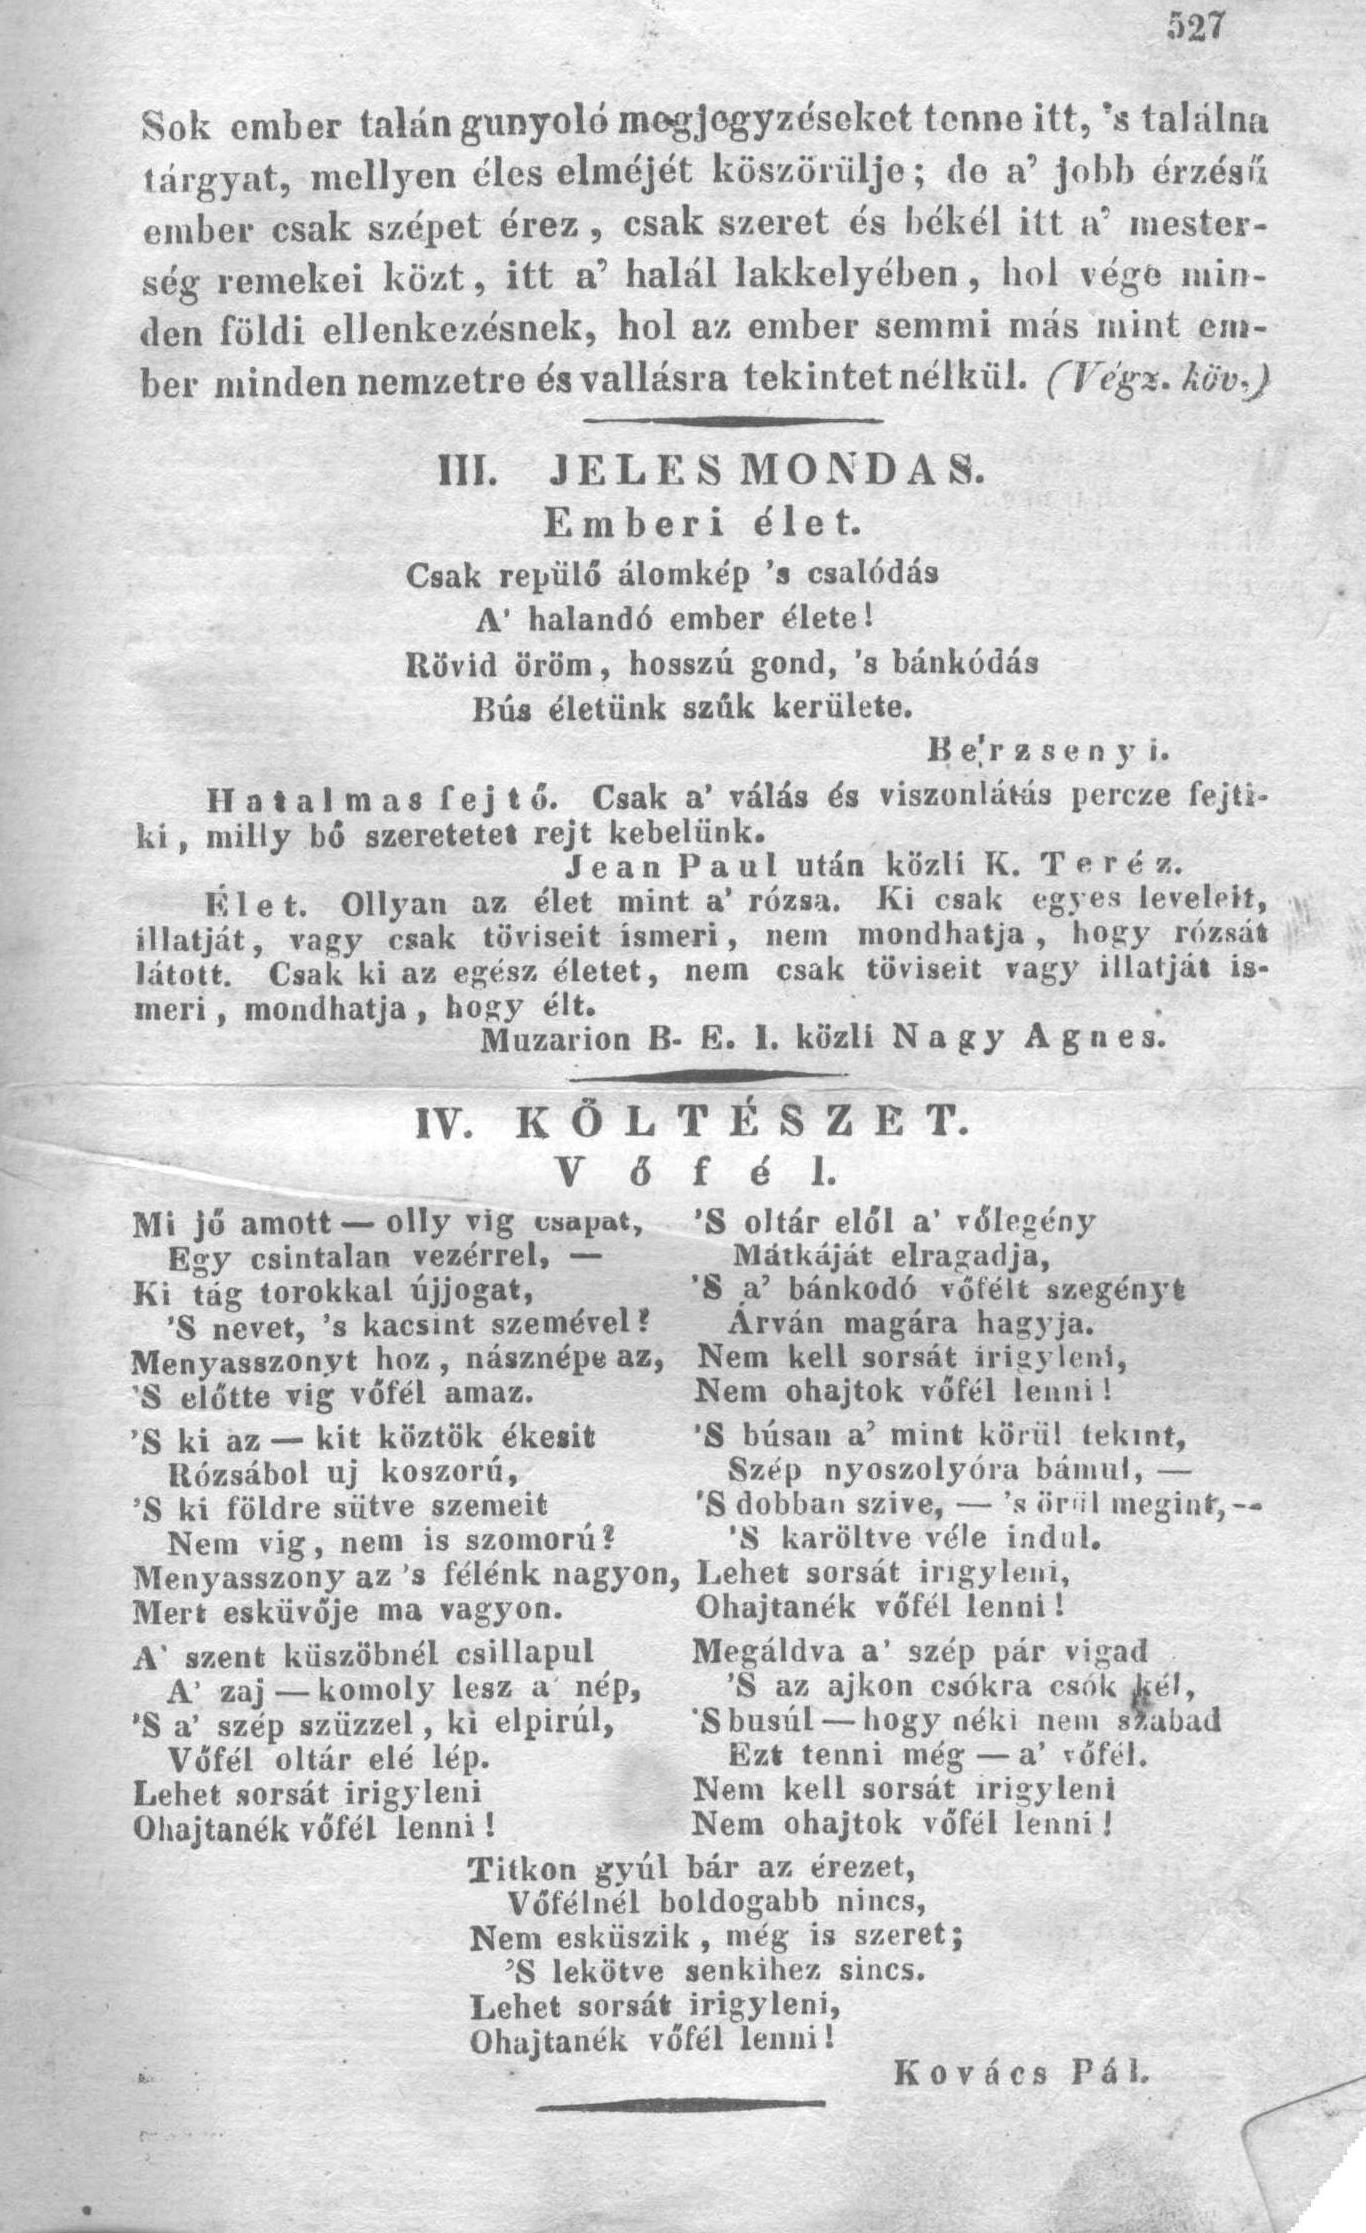 527
Sok ember talán gunyoló megjegyzéseket tenne itt, 's találna
tárgyat, mellyen éles elméjét köszörülje; de a' jobb érzésű
ember csak szépet érez, csak szeret és békél itt a' mester-
ség remekei közt, itt a' halál lakkelyében, hol vége min-
den földi ellenkezésnek, hol az ember semmi más mint em-
ber minden nemzetre és vallásra tekintet nélkül. (Végz. köv.)
III. JELES MONDAS.
Emberi élet.
Csak repülő álomkép 's csalódás
A' halandó ember élete!
Rövid öröm, hosszú gond, 's bánkódás
Bús életünk szűk kerülete.
Berzsenyi.
Hatalmas fejtő. Csak a' válás és viszonlátás percze fejti-
ki, milly bő szeretetet rejt kebelünk.
Jean Paul után közli K. Teréz.
Élet. Ollyan az élet mint a' rózsa. Ki csak egyes leveleit,
illatját, vagy csak töviseit ismeri, nem mondhatja, hogy rózsát
látott. Csak ki az egész életet, nem csak töviseit vagy illatját is-
meri, mondhatja, hogy élt.
Muzarion B- E. I. közli Nagy Agnes.
IV. KÖLTÉSZET.
Vőfél.
Mi jő amott — olly vig csapat,
Egy csintalan vezérrel, —
Ki tág torokkal újjogat,
'S nevet, 's kacsint szemével?
Menyasszonyt hoz, násznépe az,
'S előtte vig vőfél amaz.
'S ki az — kit köztök ékesit
Rózsábol uj koszorú,
'S ki földre sütve szemeit
Nem vig, nem is szomorú?
Menyasszony az 's félénk nagyon,
Mert esküvője ma vagyon.
A' szent küszöbnél csillapul
A' zaj — komoly lesz a' nép,
'S a' szép szüzzel, ki elpirúl,
Vőfél oltár elé lép.
Lehet sorsát irigyleni
Ohajtanék vőfél lenni!
'S oltár elől a' vőlegény
Mátkáját elragadja,
'S a' bánkodó vőfélt szegényt
Árván magára hagyja.
Nem kell sorsát irigyleni,
Nem ohajtok vőfél lenni!
'S búsan a' mint körül tekint,
Szép nyoszolyóra bámul, —
'S dobban szive, — 's örül megint, —
'S karöltve véle indul.
Lehet sorsát irigyleni,
Ohajtanék vőfél lenni!
Megáldva a' szép pár vigad
'S az ajkon csókra csók kél,
'S busúl — hogy néki nem szabad
Ezt tenni még — a' vőfél.
Nem kell sorsát irigyleni
Nem ohajtok vőfél lenni!
Titkon gyúl bár az érezet,
Vőfélnél boldogabb nincs,
Nem esküszik, még is szeret;
'S lekötve senkihez sincs.
Lehet sorsát irigyleni,
Ohajtanék vőfél lenni!
Kovács Pál.